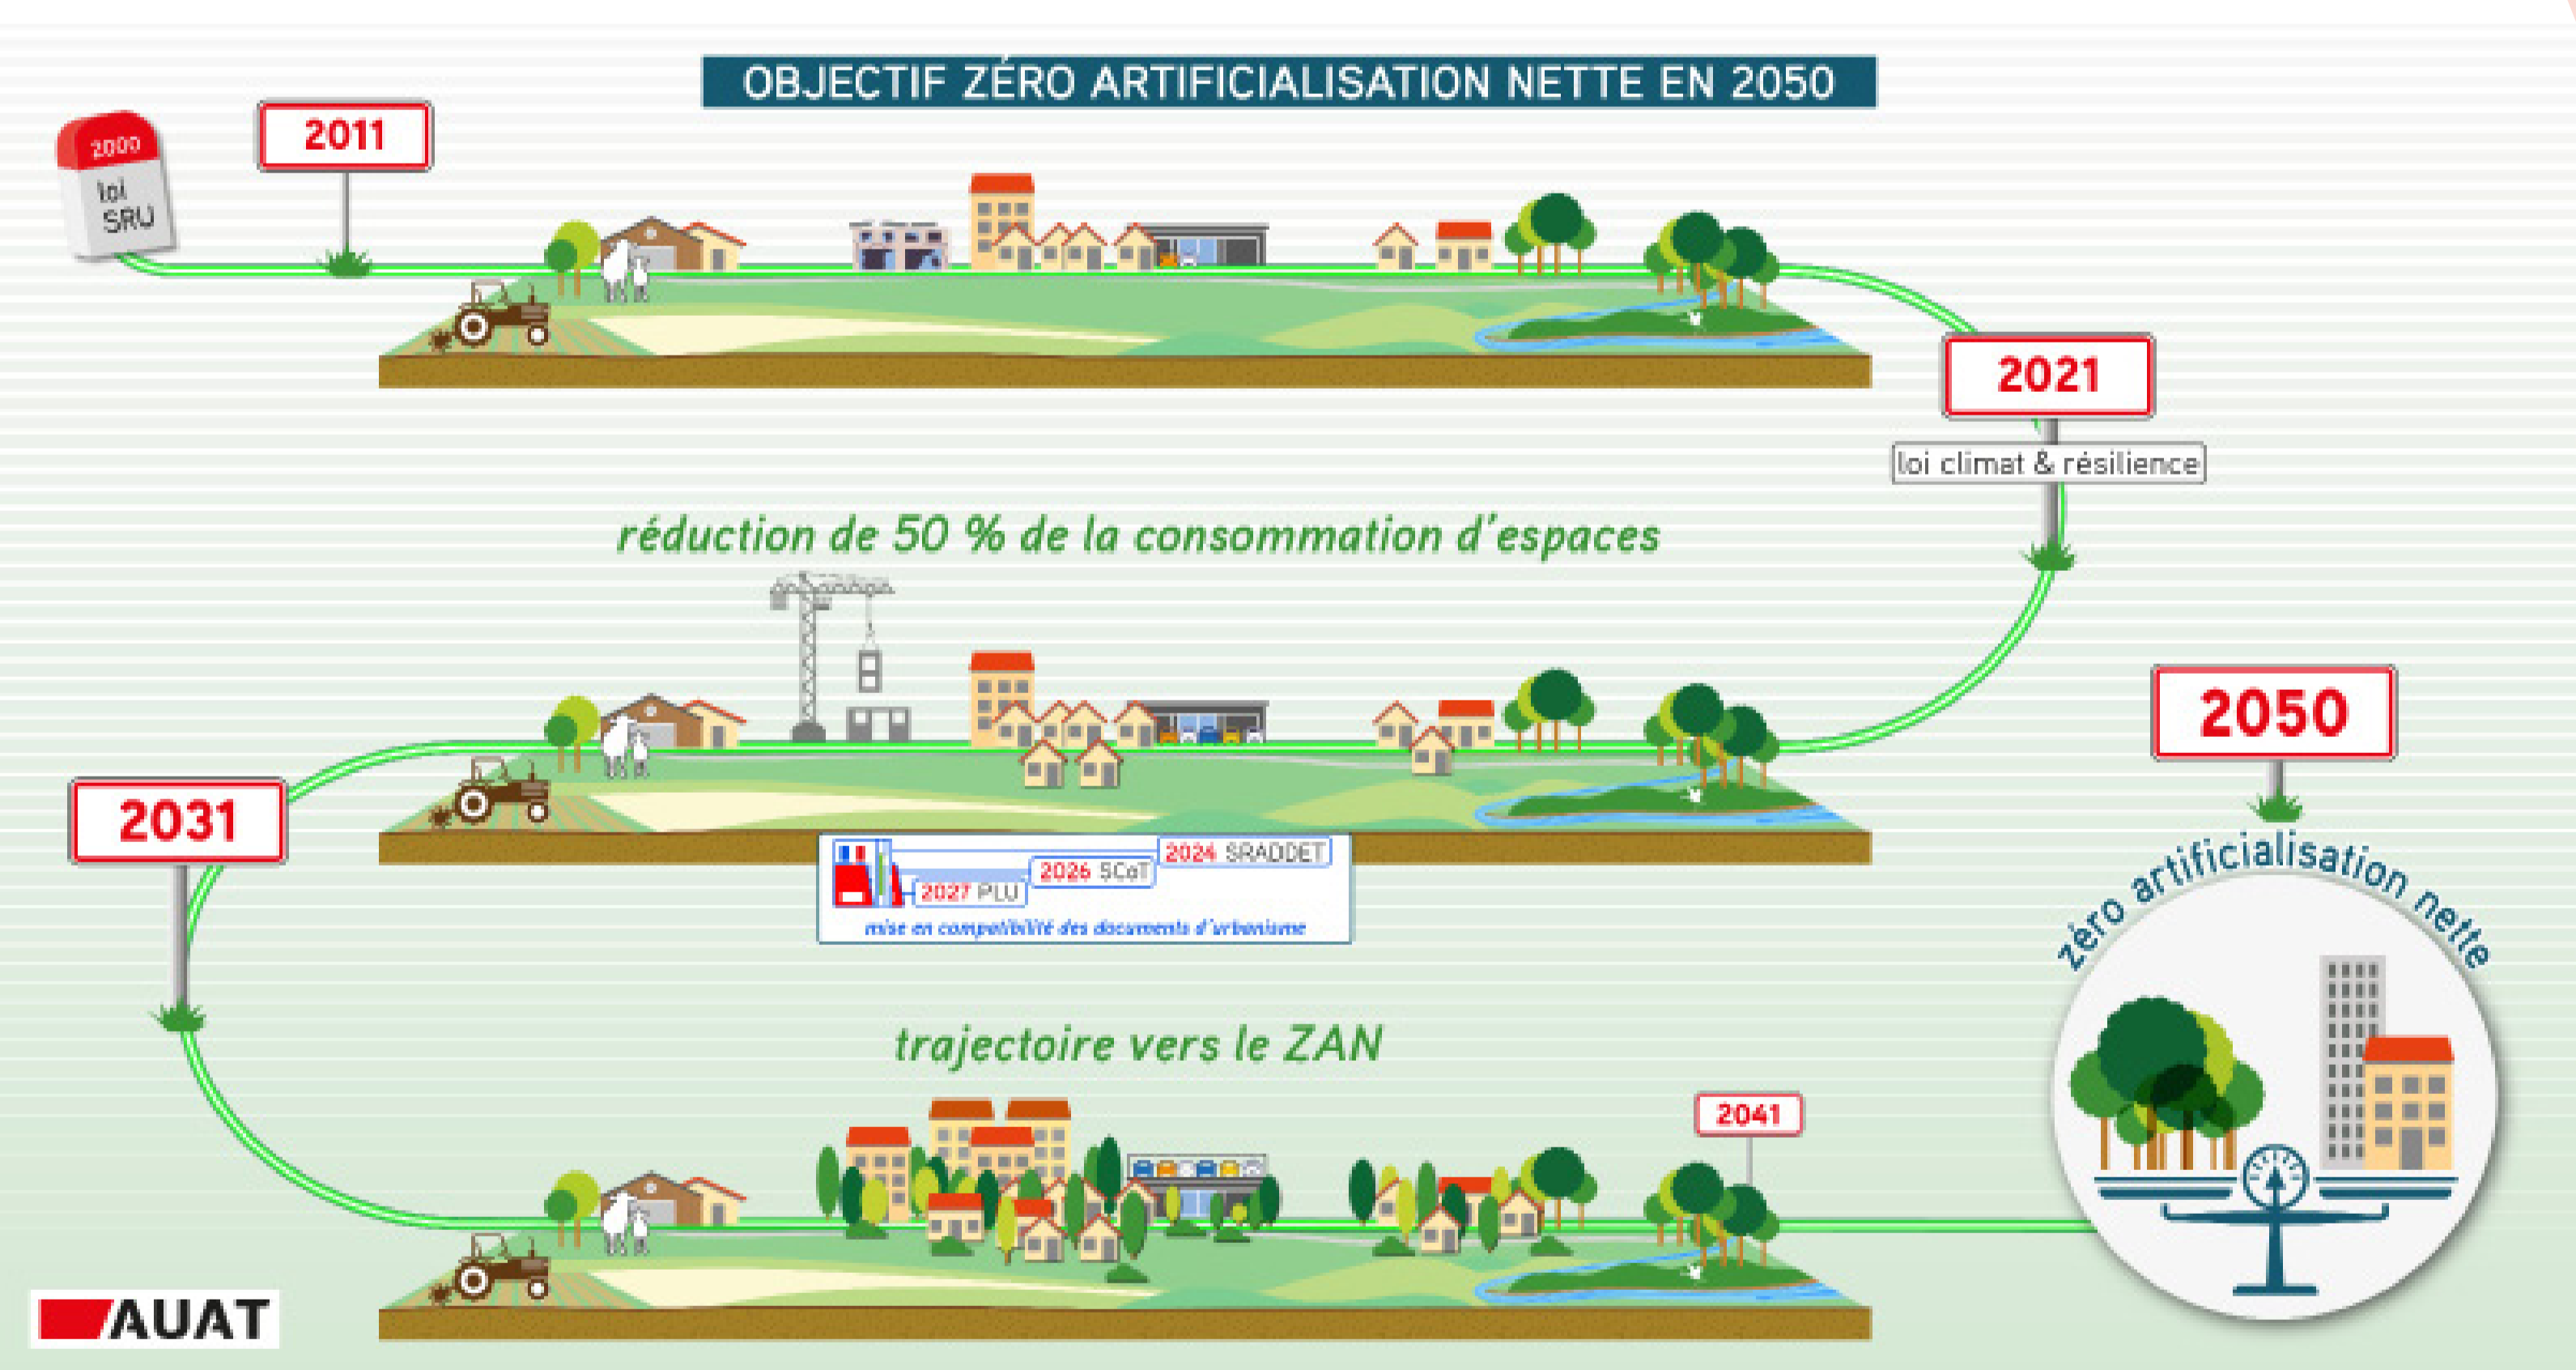 OBJECTIF ZÉRO ARTIFICIALISATION NETTE EN 2050
2000
loi
SRU
2011
2021
loi climat & résilience
réduction de 50 % de la consommation d'espaces
2050
2031
2024 SRADDET
2026 SCoT
2027 PLU
mise en compatibilité des documents d'urbanisme
zéro artificialisation nette
trajectoire vers le ZAN
2041
AUAT